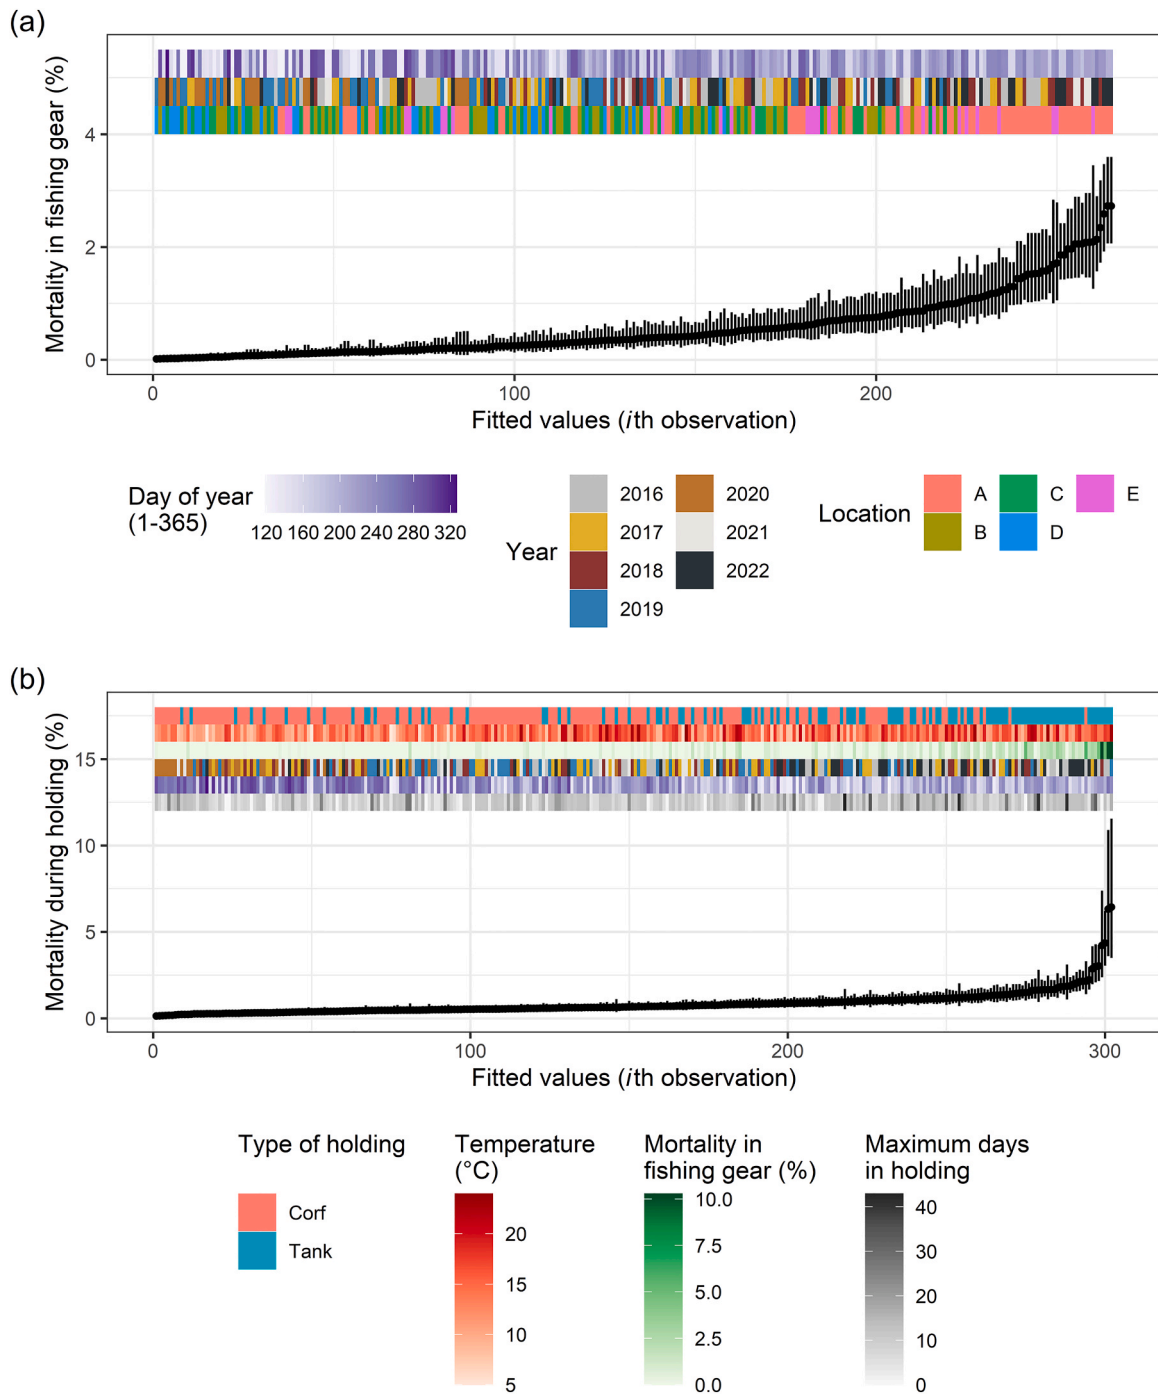 (a)
Mortality in fishing gear (%)
4
2
0
0 100 200
Fitted values (ith observation)
Day of year
(1-365)
120 160 200 240 280 320
Year
2016 2020
2017 2021
2018 2022
2019
Location
A C E
B D
(b)
Mortality during holding (%)
15
10
5
0
0 100 200 300
Fitted values (ith observation)
Type of holding
Corf
Tank
Temperature
(°C)
20
15
10
5
Mortality in
fishing gear (%)
10.0
7.5
5.0
2.5
0.0
Maximum days
in holding
40
30
20
10
0